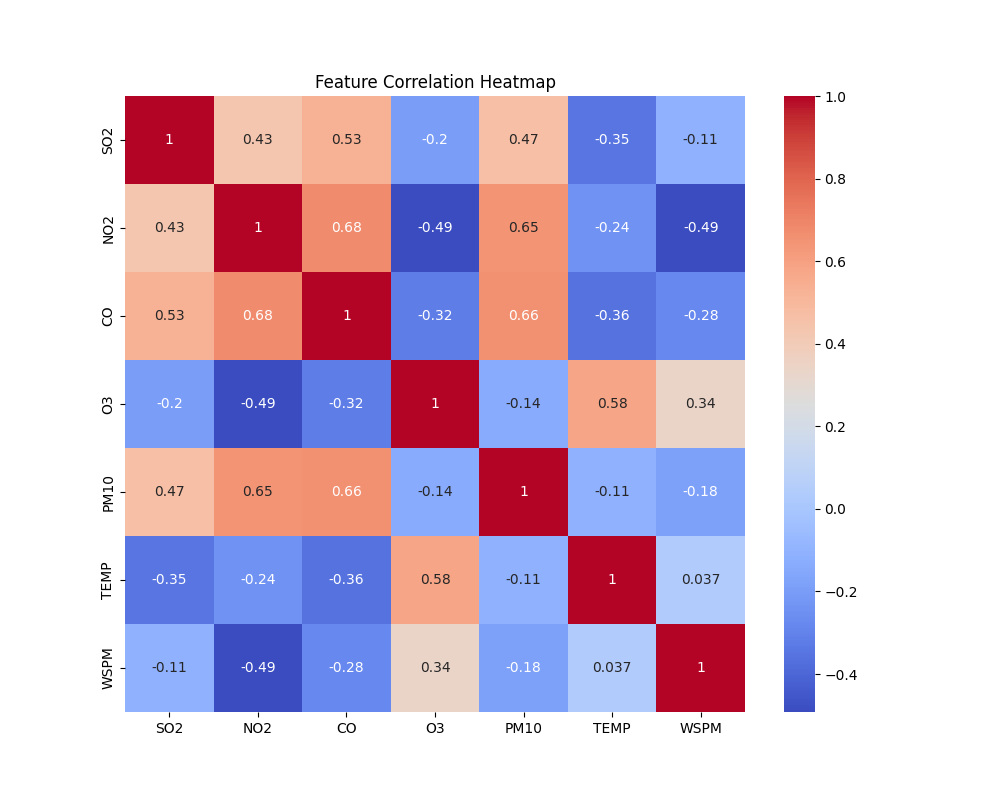 Feature Correlation Heatmap
SO2 1 0.43 0.53 -0.2 0.47 -0.35 -0.11
NO2 0.43 1 0.68 -0.49 0.65 -0.24 -0.49
CO 0.53 0.68 1 -0.32 0.66 -0.36 -0.28
O3 -0.2 -0.49 -0.32 1 -0.14 0.58 0.34
PM10 0.47 0.65 0.66 -0.14 1 -0.11 -0.18
TEMP -0.35 -0.24 -0.36 0.58 -0.11 1 0.037
WSPM -0.11 -0.49 -0.28 0.34 -0.18 0.037 1
SO2 NO2 CO O3 PM10 TEMP WSPM
1.0
0.8
0.6
0.4
0.2
0.0
−0.2
−0.4